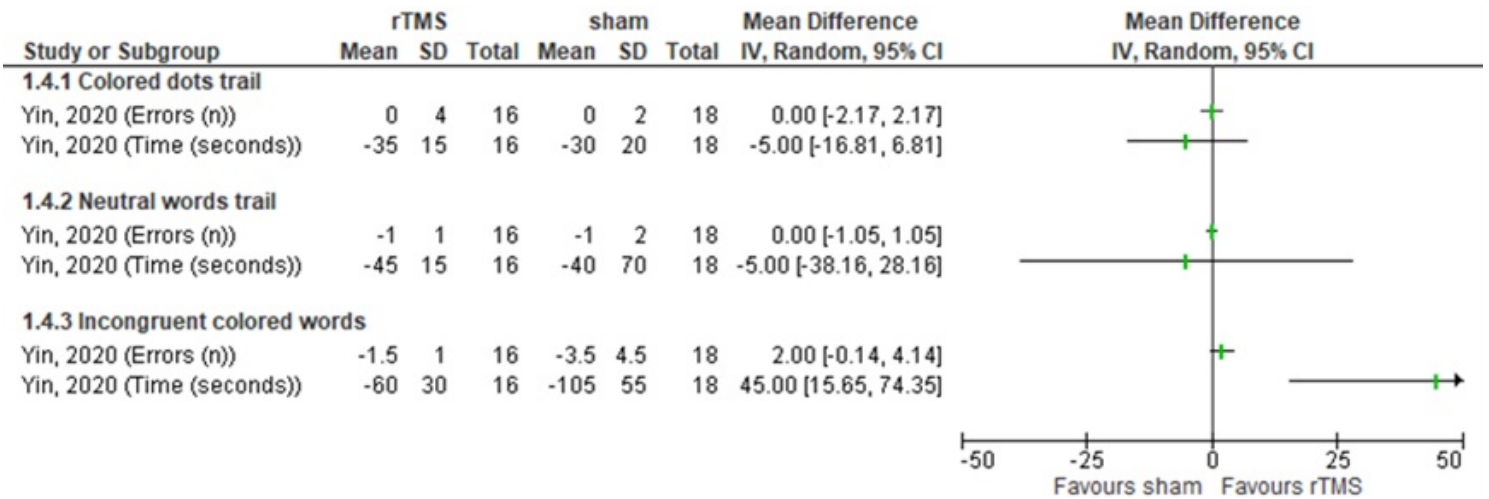 rTMS sham Mean Difference Mean Difference
Study or Subgroup Mean SD Total Mean SD Total IV, Random, 95% CI IV, Random, 95% CI
1.4.1 Colored dots trail
Yin, 2020 (Errors (n)) 0 4 16 0 2 18 0.00 [-2.17, 2.17]
Yin, 2020 (Time (seconds)) -35 15 16 -30 20 18 -5.00 [-16.81, 6.81]
1.4.2 Neutral words trail
Yin, 2020 (Errors (n)) -1 1 16 -1 2 18 0.00 [-1.05, 1.05]
Yin, 2020 (Time (seconds)) -45 15 16 -40 70 18 -5.00 [-38.16, 28.16]
1.4.3 Incongruent colored words
Yin, 2020 (Errors (n)) -1.5 1 16 -3.5 4.5 18 2.00 [-0.14, 4.14]
Yin, 2020 (Time (seconds)) -60 30 16 -105 55 18 45.00 [15.65, 74.35]
-50 -25 0 25 50
Favours sham Favours rTMS